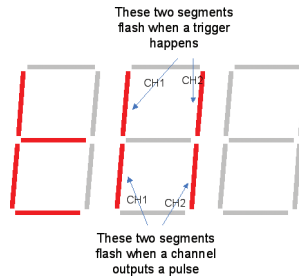 These two segments
flash when a trigger
happens
CH1
CH2
CH1
CH2
These two segments
flash when a channel
outputs a pulse